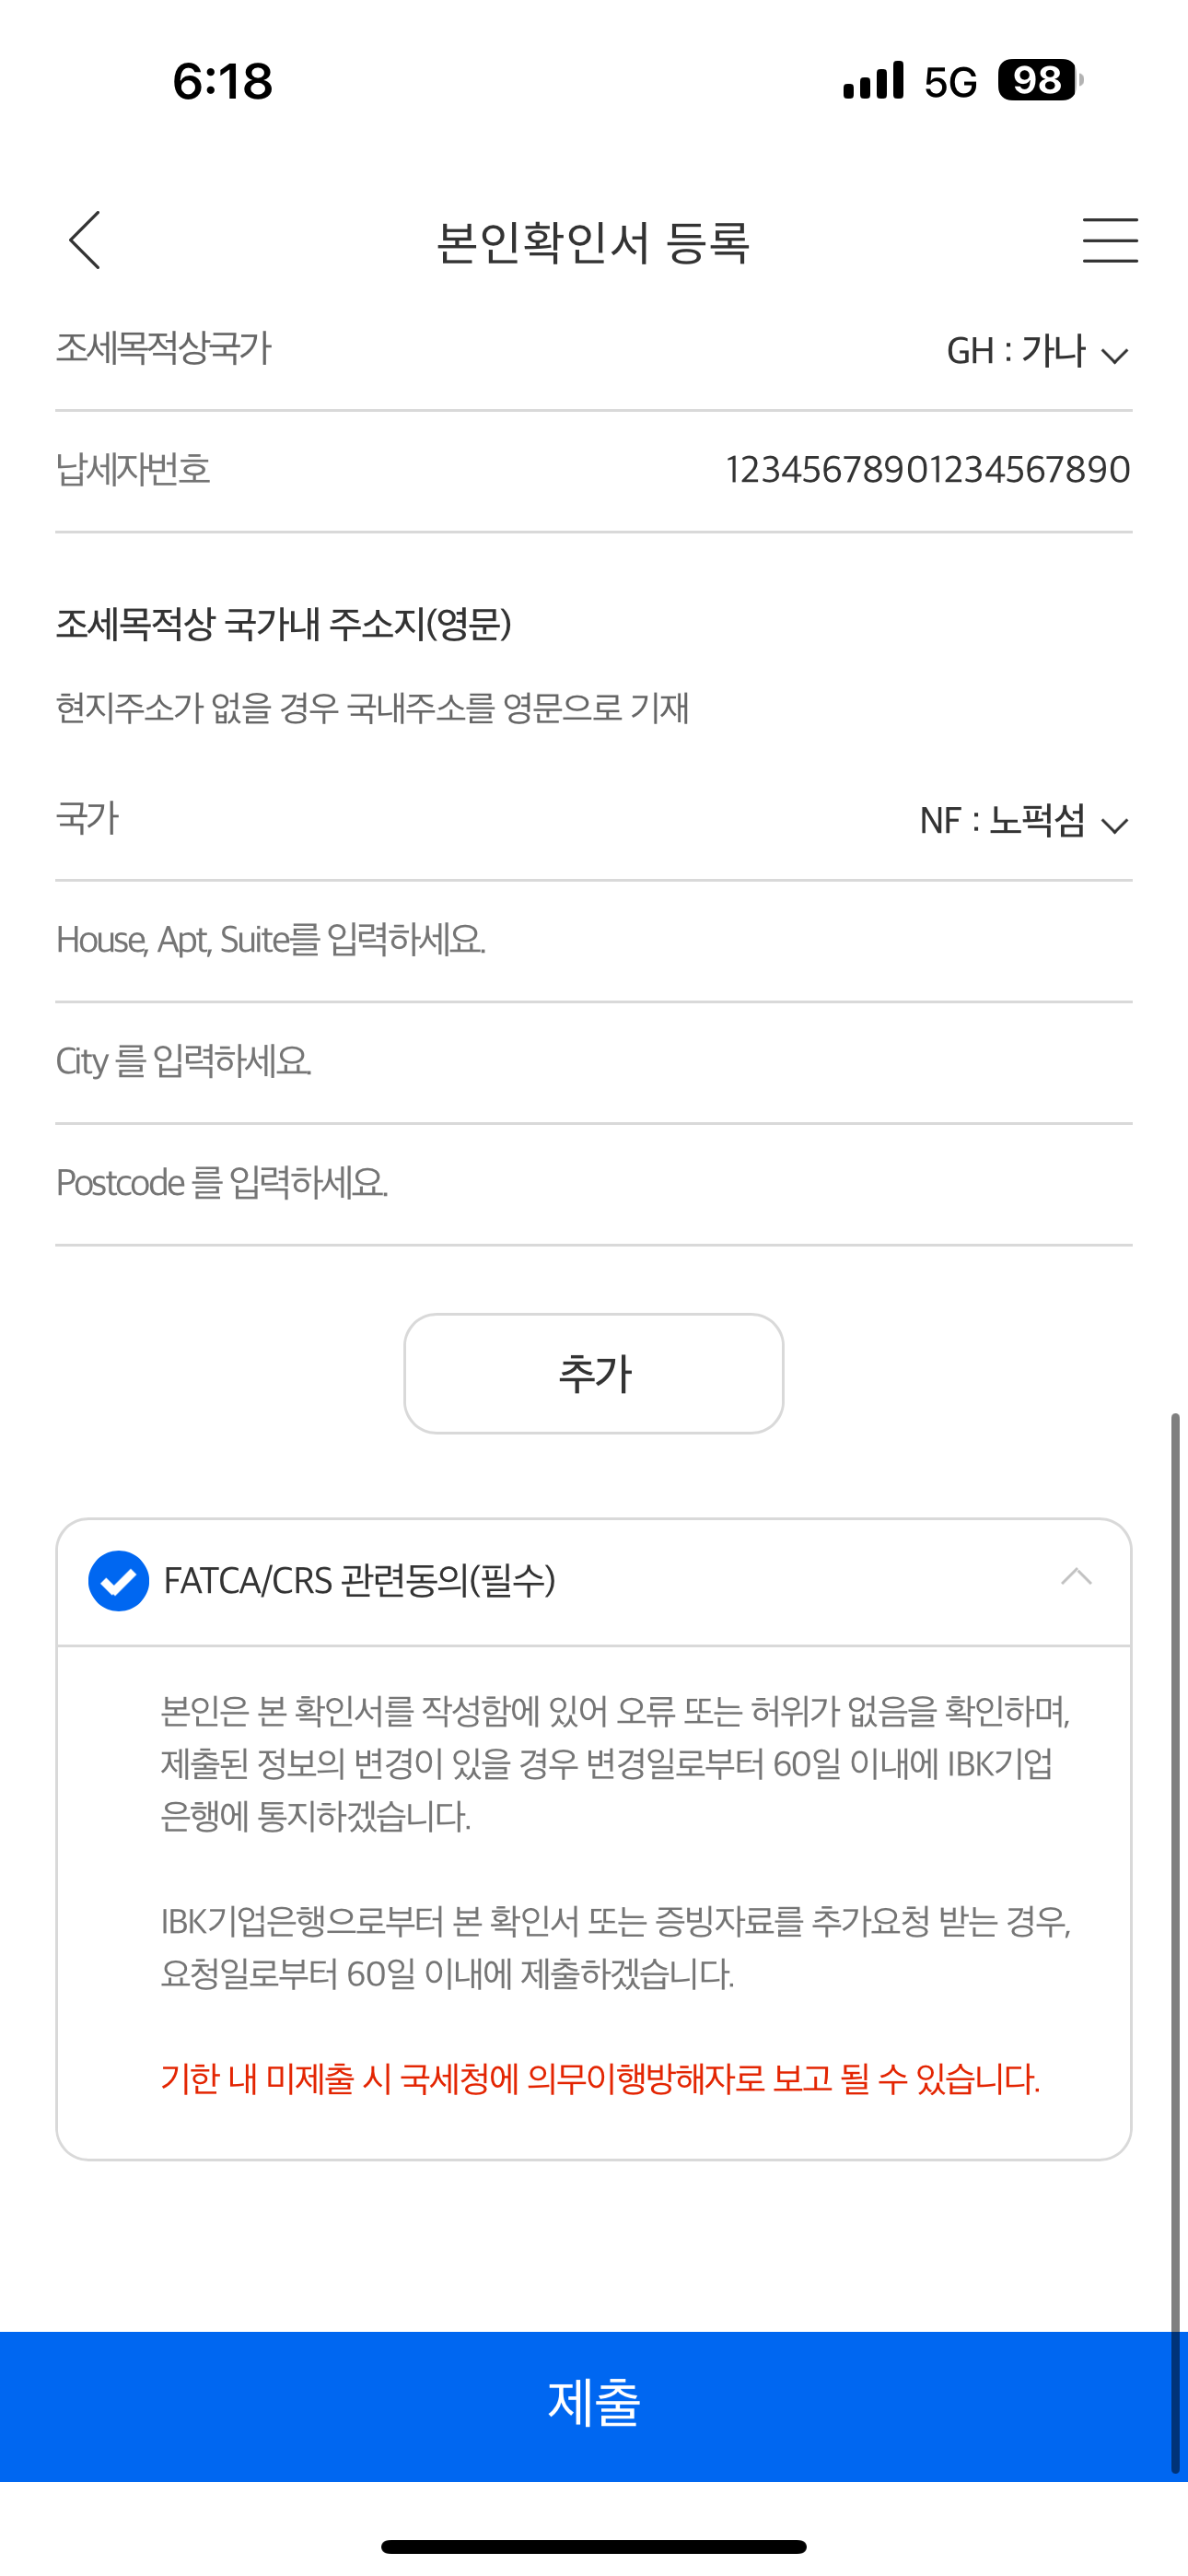 6:18 5G 98
본인확인서 등록
조세목적상국가 GH : 가나
납세자번호 12345678901234567890
조세목적상 국가내 주소지(영문)
현지주소가 없을 경우 국내주소를 영문으로 기재
국가 NF : 노퍽섬
House, Apt, Suite를 입력하세요.
City 를 입력하세요.
Postcode 를 입력하세요.
추가
FATCA/CRS 관련동의(필수)
본인은 본 확인서를 작성함에 있어 오류 또는 허위가 없음을 확인하며,
제출된 정보의 변경이 있을 경우 변경일로부터 60일 이내에 IBK기업
은행에 통지하겠습니다.
IBK기업은행으로부터 본 확인서 또는 증빙자료를 추가요청 받는 경우,
요청일로부터 60일 이내에 제출하겠습니다.
기한 내 미제출 시 국세청에 의무이행방해자로 보고 될 수 있습니다.
제출